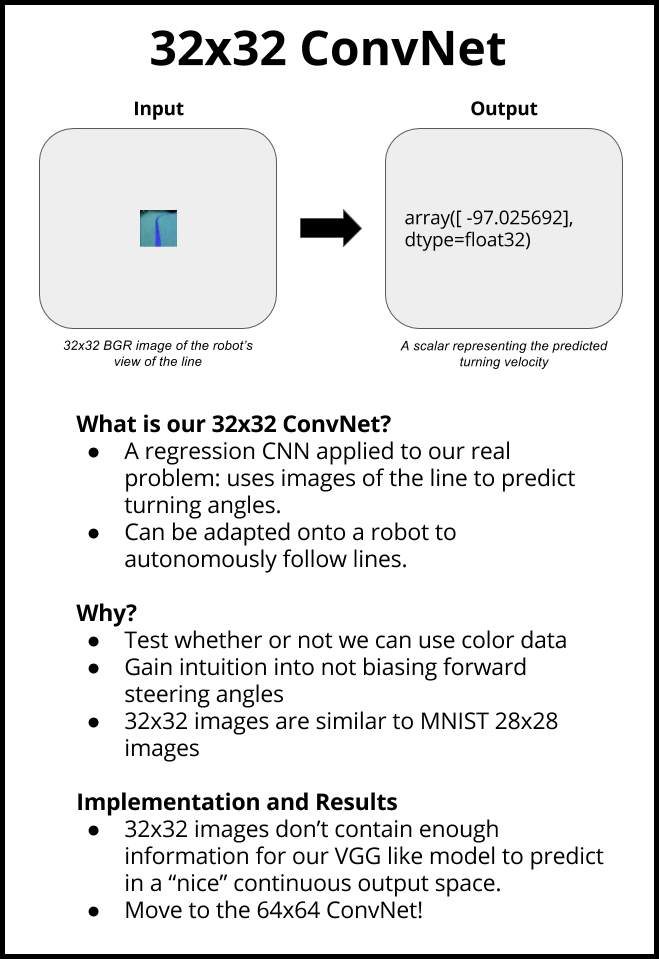 32x32 ConvNet
Input
Output
array([ -97.025692],
dtype=float32)
32x32 BGR image of the robot’s
view of the line
A scalar representing the predicted
turning velocity
What is our 32x32 ConvNet?
● A regression CNN applied to our real
problem: uses images of the line to predict
turning angles.
● Can be adapted onto a robot to
autonomously follow lines.
Why?
● Test whether or not we can use color data
● Gain intuition into not biasing forward
steering angles
● 32x32 images are similar to MNIST 28x28
images
Implementation and Results
● 32x32 images don’t contain enough
information for our VGG like model to predict
in a “nice” continuous output space.
● Move to the 64x64 ConvNet!